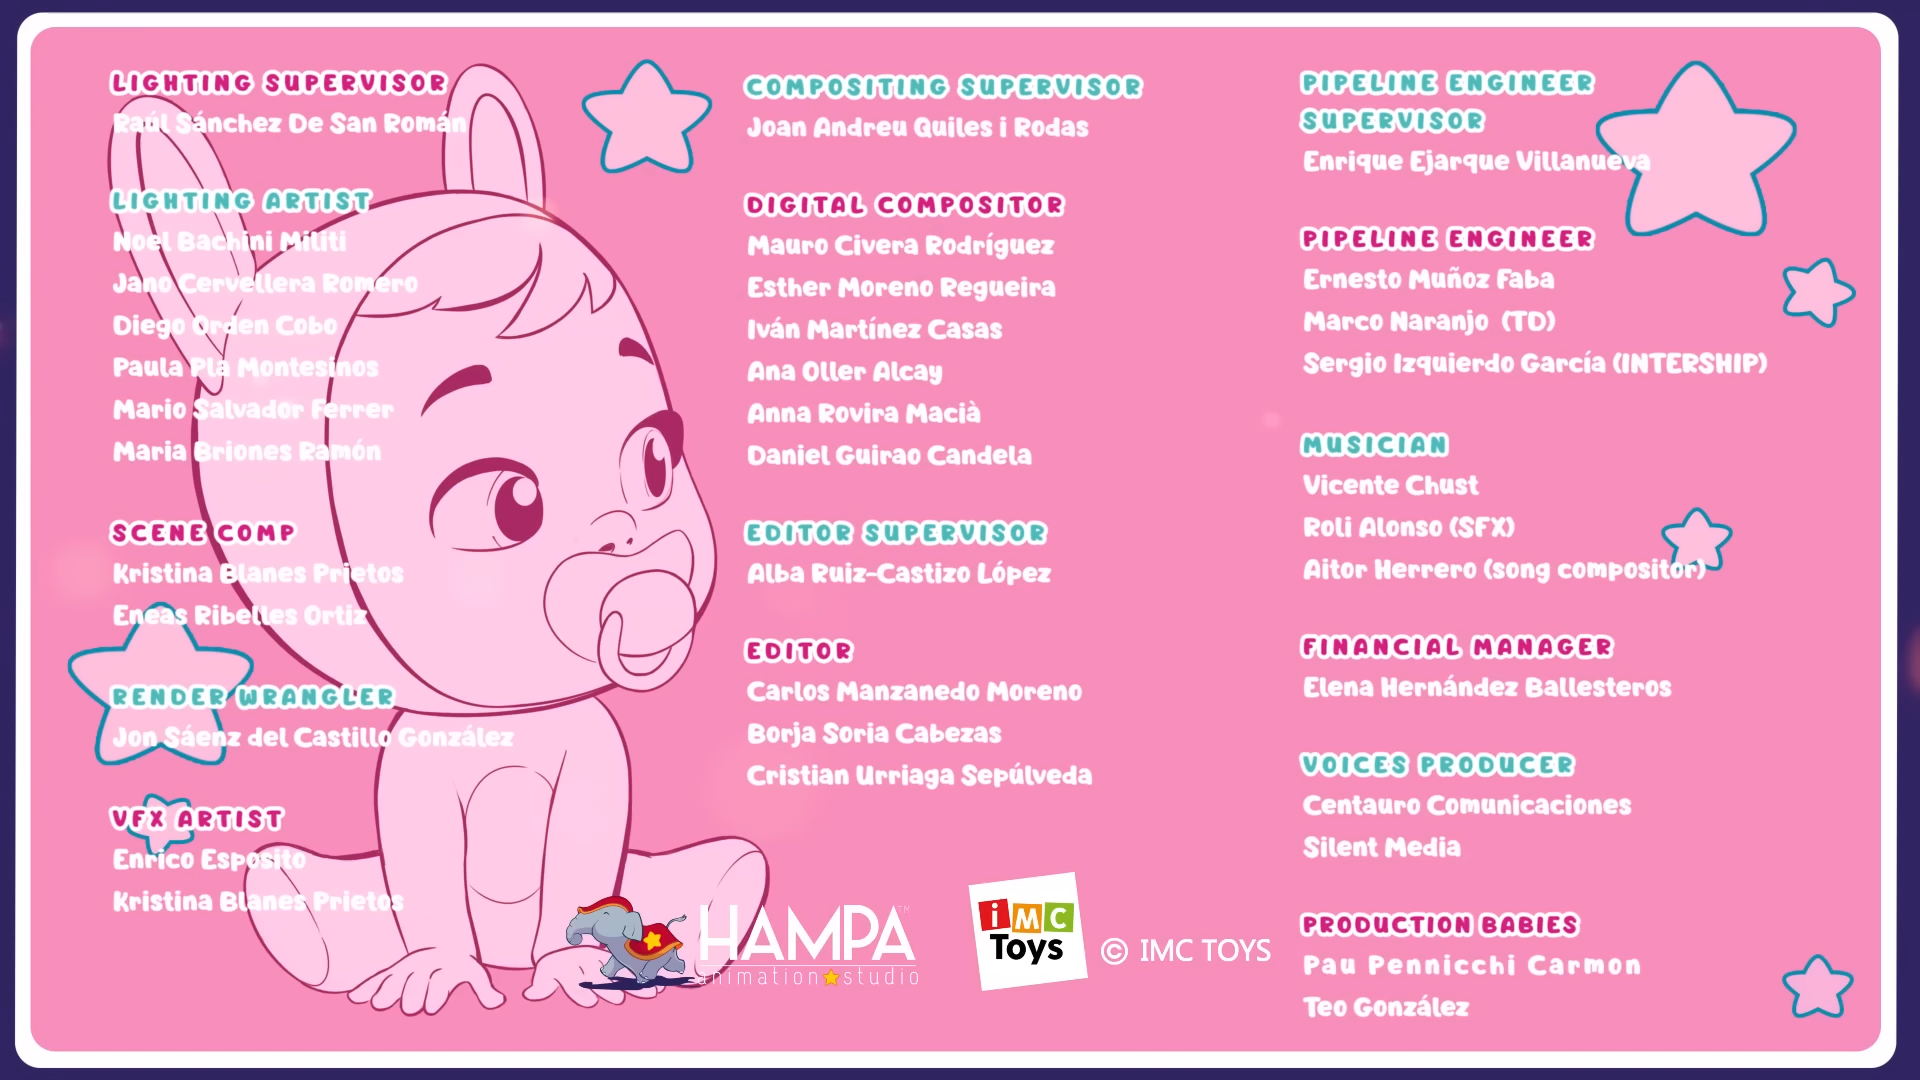 LIGHTING SUPERVISOR
Raúl Sánchez De San Román
LIGHTING ARTIST
Noel Bachini Militi
Jano Cervellera Romero
Diego Orden Cobo
Paula Pla Montesinos
Mario Salvador Ferrer
Maria Briones Ramón
SCENE COMP
Kristina Blanes Prietos
Eneas Ribelles Ortiz
RENDER WRANGLER
Jon Sáenz del Castillo González
VFX ARTIST
Enrico Esposito
Kristina Blanes Prietos
COMPOSITING SUPERVISOR
Joan Andreu Quiles i Rodas
DIGITAL COMPOSITOR
Mauro Civera Rodríguez
Esther Moreno Regueira
Iván Martínez Casas
Ana Oller Alcay
Anna Rovira Macià
Daniel Guirao Candela
EDITOR SUPERVISOR
Alba Ruiz-Castizo López
EDITOR
Carlos Manzanedo Moreno
Borja Soria Cabezas
Cristian Urriaga Sepúlveda
HAMPA™
animation studio
iMC
Toys
© IMC TOYS
PIPELINE ENGINEER
SUPERVISOR
Enrique Ejarque Villanueva
PIPELINE ENGINEER
Ernesto Muñoz Faba
Marco Naranjo (TD)
Sergio Izquierdo García (INTERSHIP)
MUSICIAN
Vicente Chust
Roli Alonso (SFX)
Aitor Herrero (song compositor)
FINANCIAL MANAGER
Elena Hernández Ballesteros
VOICES PRODUCER
Centauro Comunicaciones
Silent Media
PRODUCTION BABIES
Pau Pennicchi Carmon
Teo González